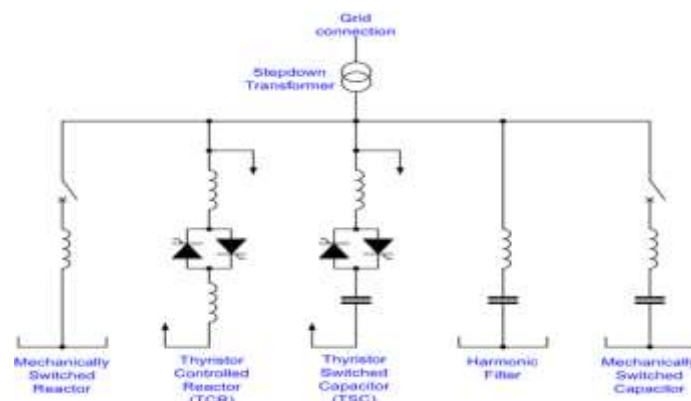 Grid
connection
Stepdown
Transformer
Mechanically
Switched
Reactor
Thyristor
Controlled
Reactor
(TCR)
Thyristor
Switched
Capacitor
(TSC)
Harmonic
Filter
Mechanically
Switched
Capacitor